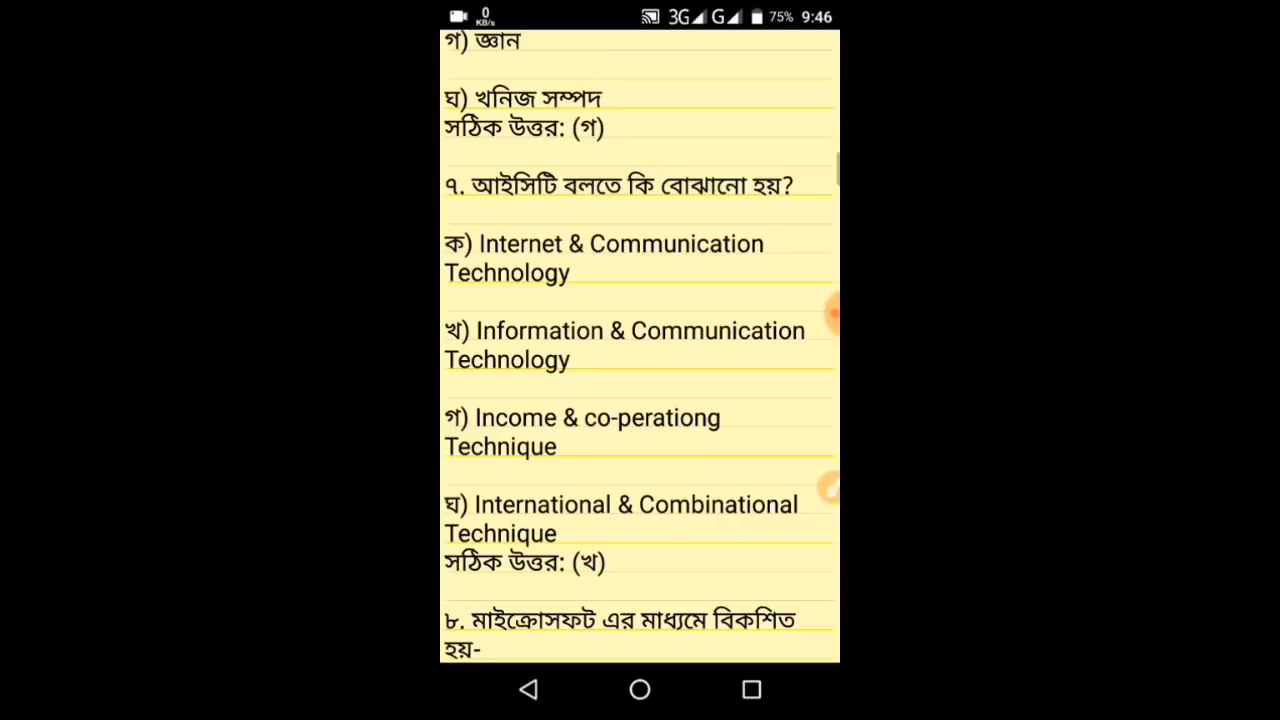 0
KB/s
3G G 75% 9:46
গ) জ্ঞান
ঘ) খনিজ সম্পদ
সঠিক উত্তর: (গ)
৭. আইসিটি বলতে কি বোঝানো হয়?
ক) Internet & Communication
Technology
খ) Information & Communication
Technology
গ) Income & co-perationg
Technique
ঘ) International & Combinational
Technique
সঠিক উত্তর: (খ)
৮. মাইক্রোসফট এর মাধ্যমে বিকশিত
হয়-